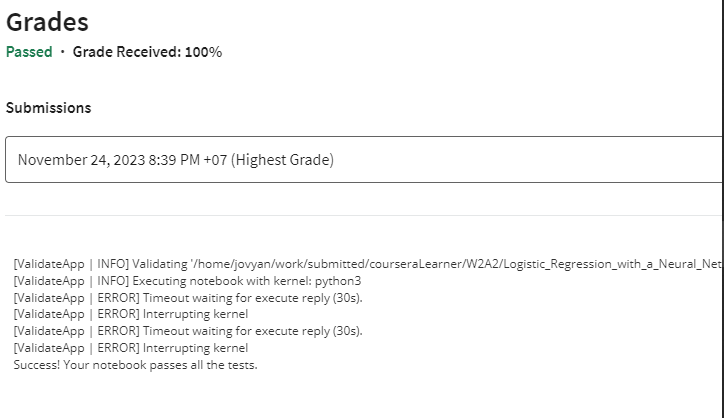 Grades
Passed · Grade Received: 100%
Submissions
November 24, 2023 8:39 PM +07 (Highest Grade)
[ValidateApp | INFO] Validating '/home/jovyan/work/submitted/courseraLearner/W2A2/Logistic_Regression_with_a_Neural_Net
[ValidateApp | INFO] Executing notebook with kernel: python3
[ValidateApp | ERROR] Timeout waiting for execute reply (30s).
[ValidateApp | ERROR] Interrupting kernel
[ValidateApp | ERROR] Timeout waiting for execute reply (30s).
[ValidateApp | ERROR] Interrupting kernel
Success! Your notebook passes all the tests.